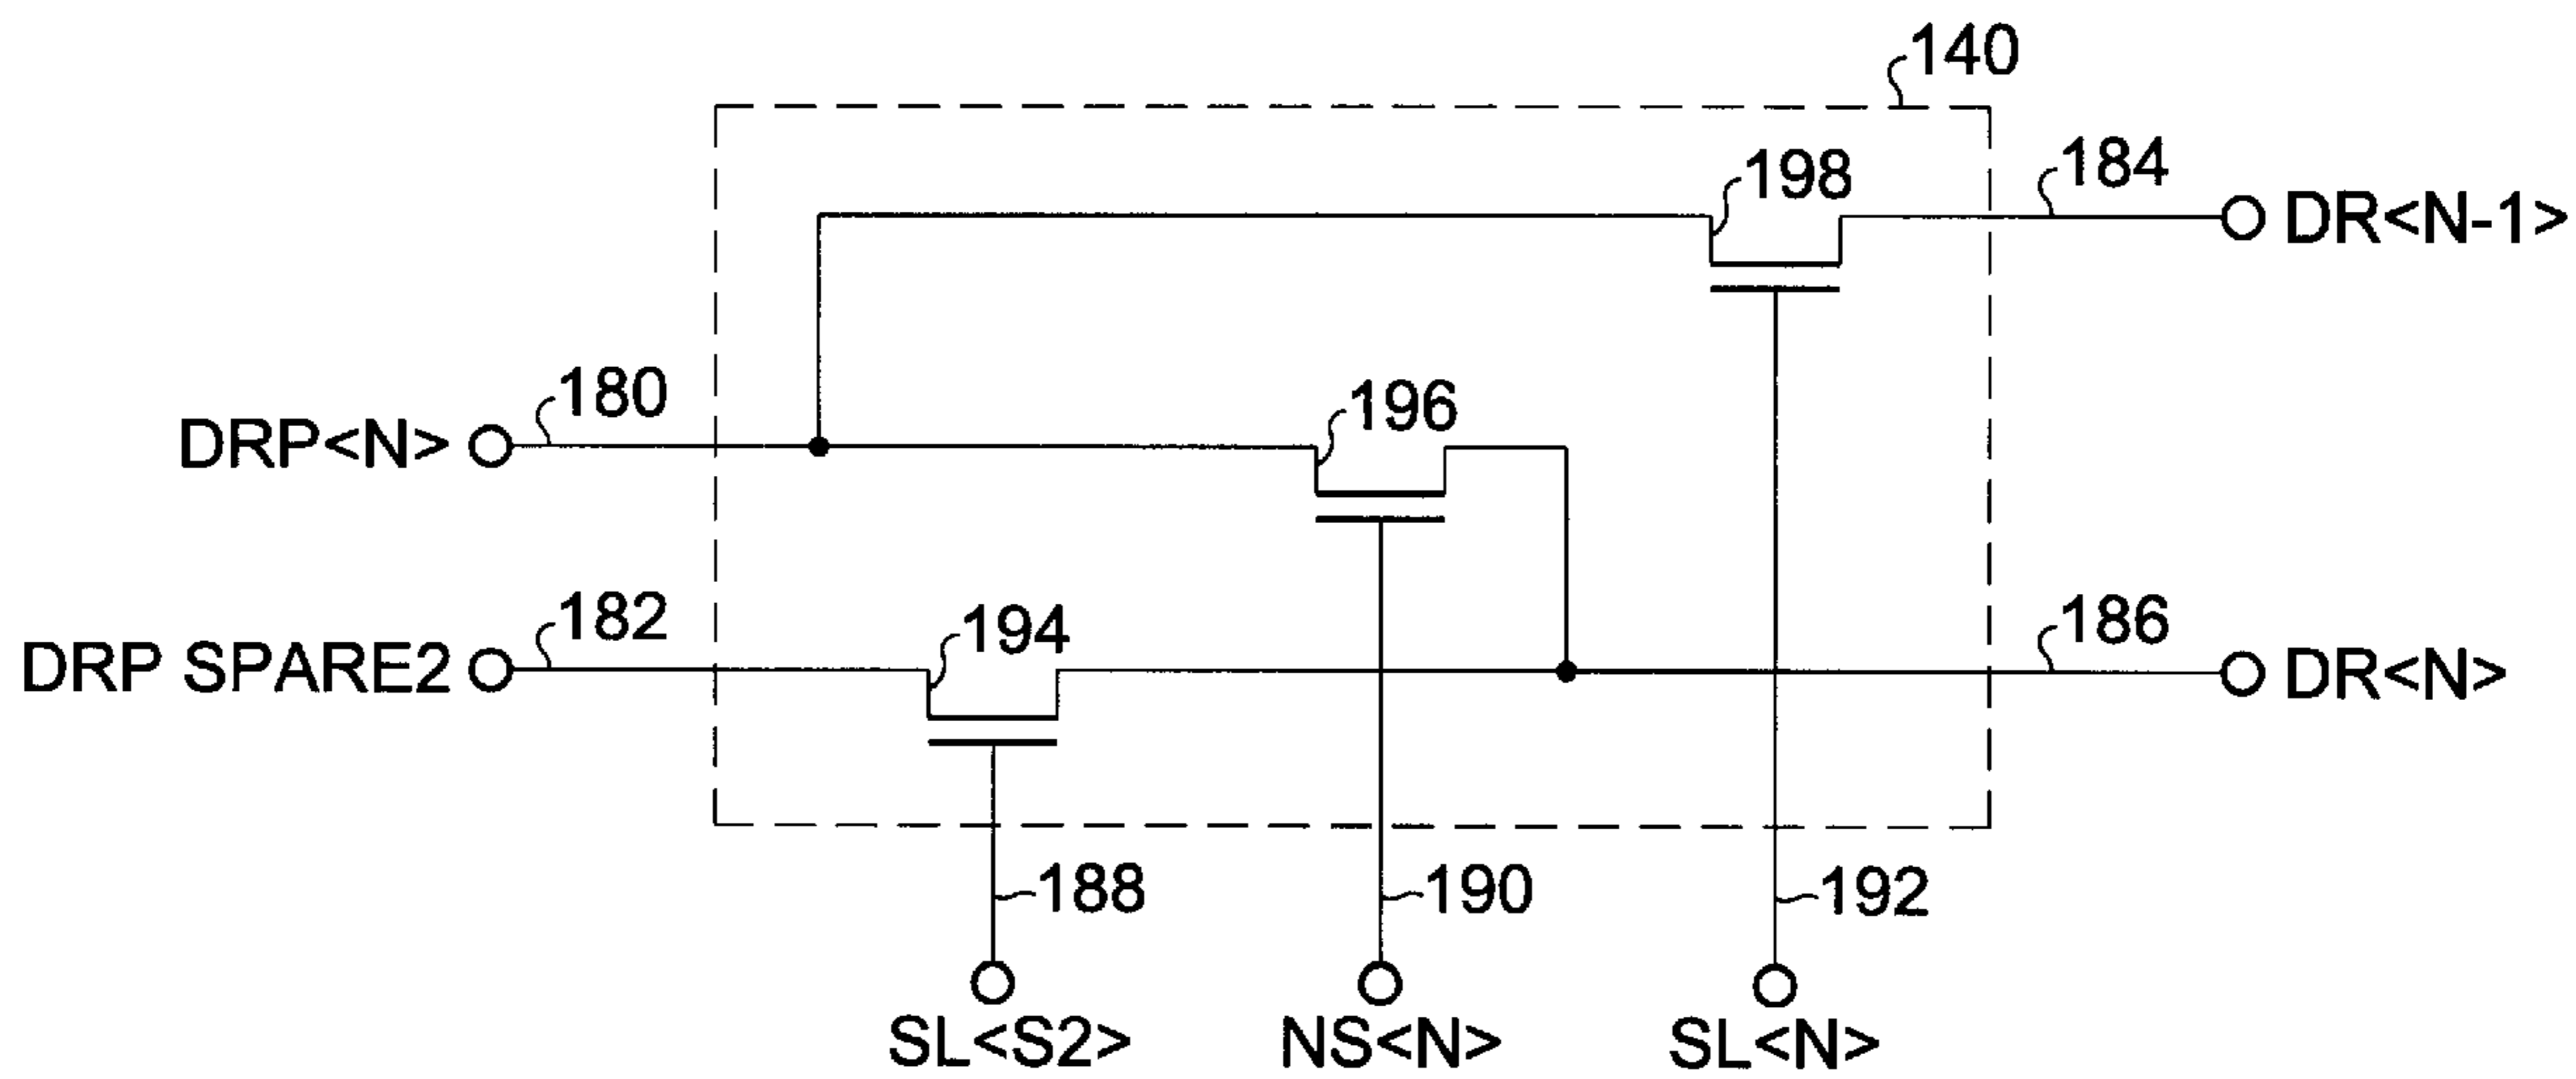 140
198
184
DR<N-1>
196
180
DRP<N>
194
182
186
DRP SPARE2
DR<N>
188
190
192
SL<S2>
NS<N>
SL<N>